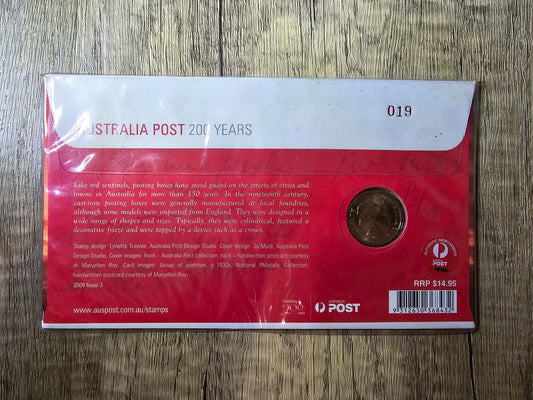 019
AUSTRALIA POST 200 YEARS
Like red sentinels, posting boxes have stood guard on the streets of cities and
towns in Australia for more than 150 years. In the nineteenth century,
cast-iron posting boxes were generally manufactured at local foundries,
although some models were imported from England. They were designed in a
wide range of shapes and sizes. Typically, they were cylindrical, featured a
decorative frieze and were topped by a device such as a crown.
Stamp design: Lynette Traynor, Australia Post Design Studio. Cover design: Jo Muré, Australia Post
Design Studio. Cover images: front – Australia Post collection; back – handwritten postcard courtesy
of Maryellen Roy. Card images: Group of postmen, c.1930s, National Philatelic Collection;
handwritten postcard courtesy of Maryellen Roy.
2009 Issue 3
www.auspost.com.au/stamps
200
AUSTRALIA
POST
AUTHENTIC MERCHANDISE
POST
RRP $14.95